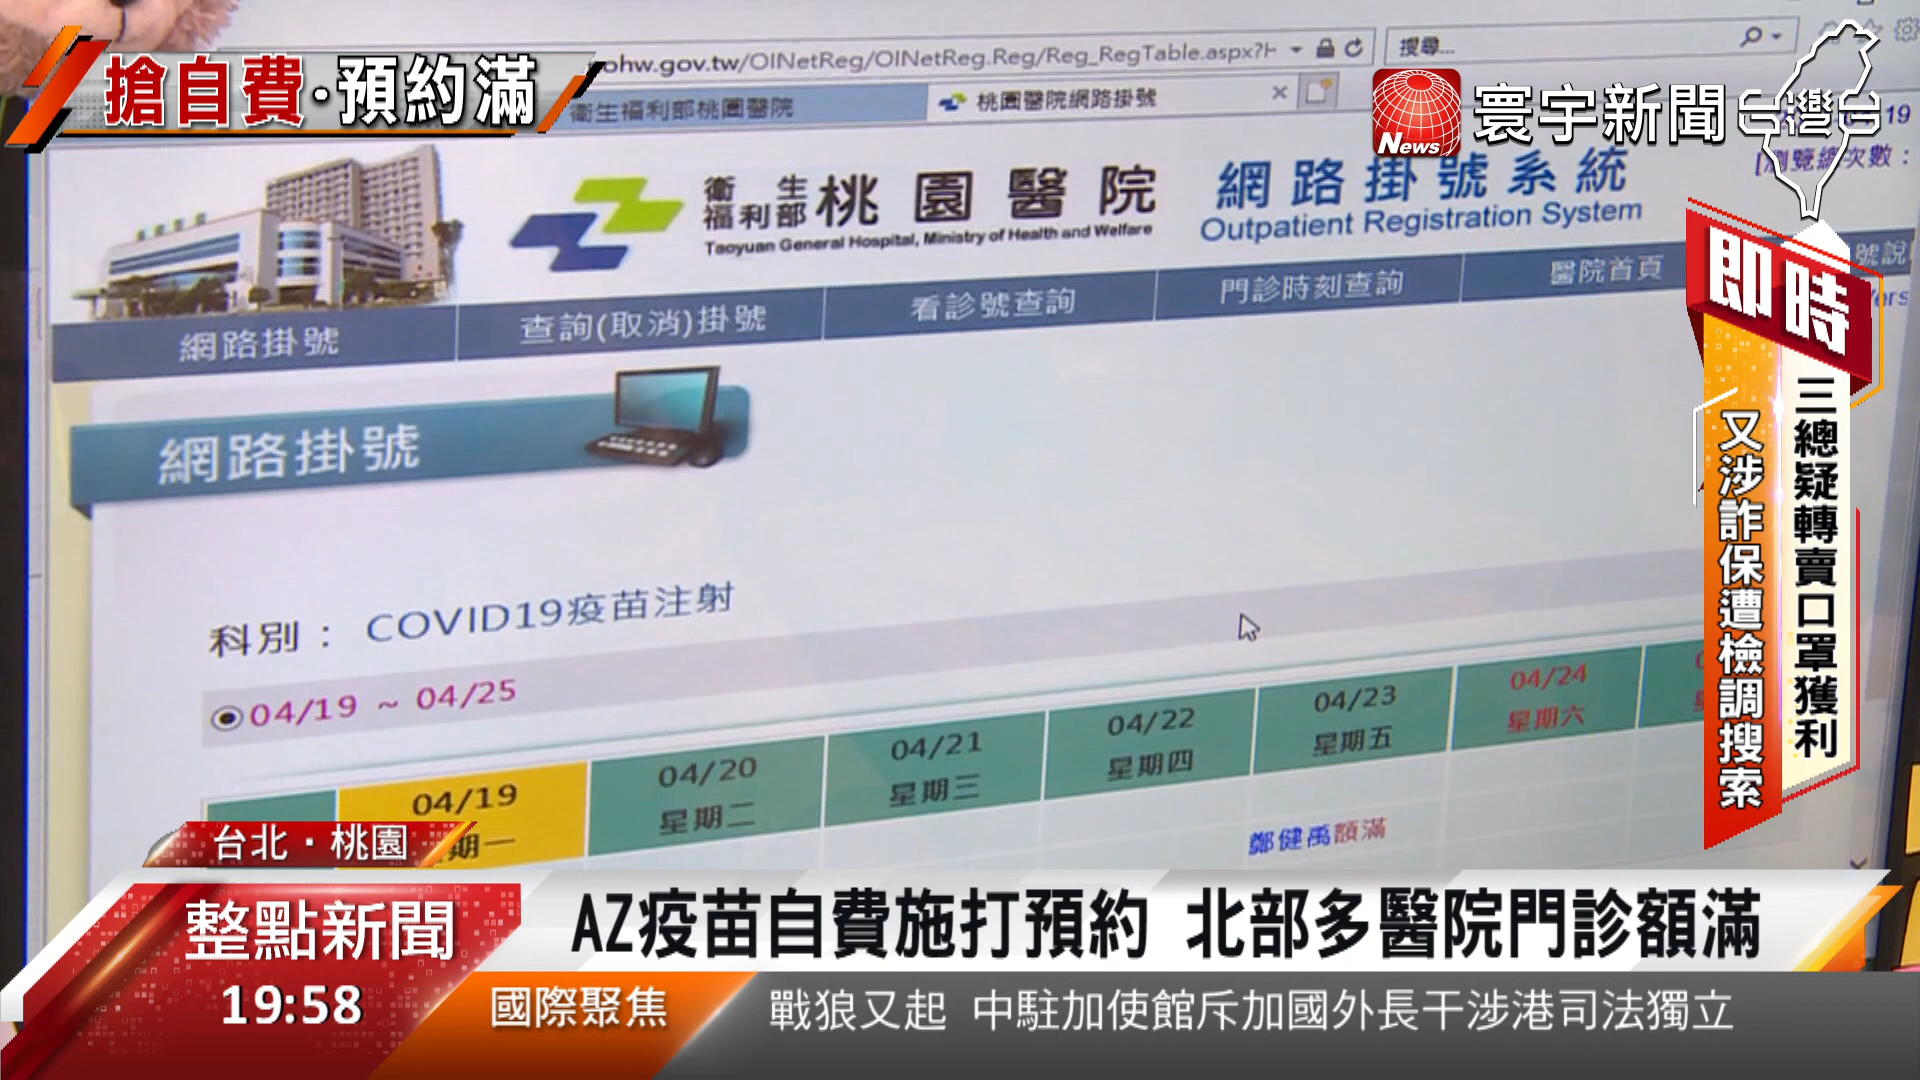 搶自費·預約滿
ohw.gov.tw/OINetReg/OINetReg.Reg/Reg_RegTable.aspx?H
搜尋...
衛生福利部桃園醫院
桃園醫院網路掛號
News
寰宇新聞
台灣
19
[瀏覽總次數：
衛生福利部桃園醫院
Taoyuan General Hospital, Ministry of Health and Welfare
網路掛號系統
Outpatient Registration System
網路掛號
查詢(取消)掛號
看診號查詢
門診時刻查詢
醫院首頁
號說
即時
三總疑轉賣口罩獲利
又涉詐保遭檢調搜索
網路掛號
科別： COVID19疫苗注射
04/19 ~ 04/25
04/19
期一
04/20
星期二
04/21
星期三
04/22
星期四
04/23
星期五
04/24
星期六
鄭健禹額滿
台北·桃園
整點新聞
AZ疫苗自費施打預約 北部多醫院門診額滿
19:58
國際聚焦
戰狼又起 中駐加使館斥加國外長干涉港司法獨立